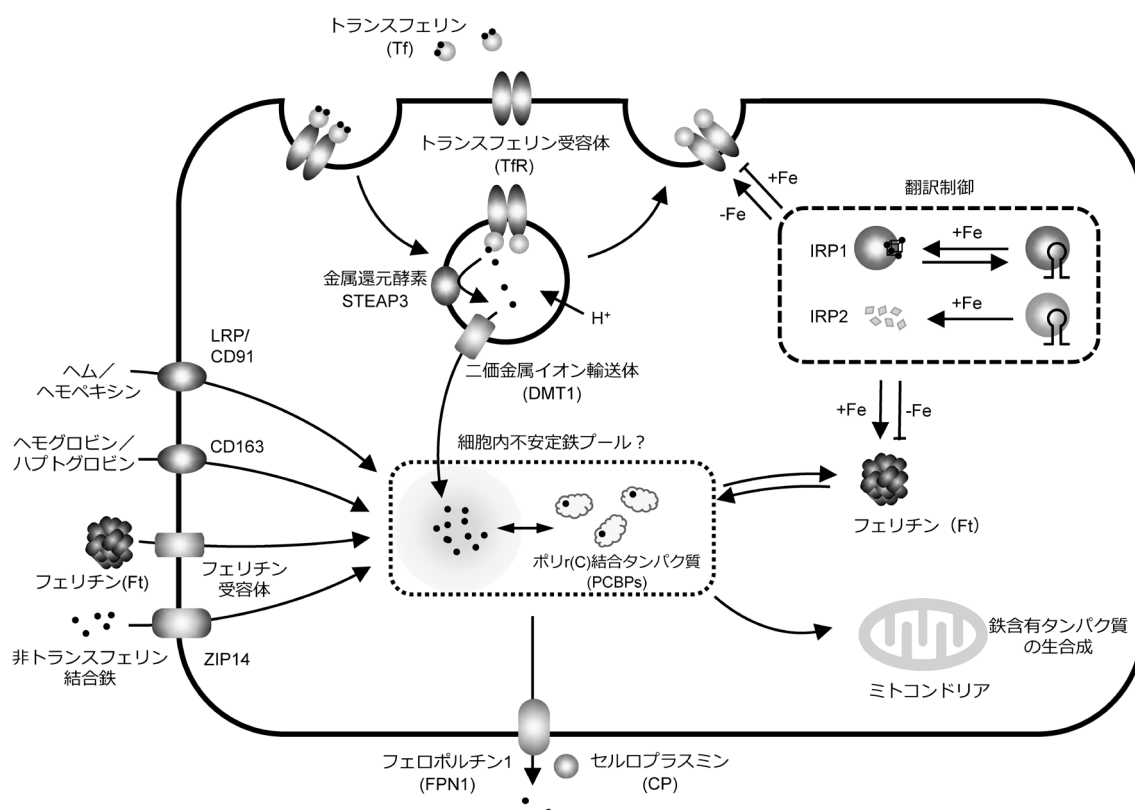 トランスフェリン
(Tf)
トランスフェリン受容体
(TfR)
+Fe
-Fe
翻訳制御
IRP1
+Fe
IRP2
+Fe
金属還元酵素
STEAP3
H⁺
二価金属イオン輸送体
(DMT1)
LRP/
CD91
ヘム／
ヘモペキシン
ヘモグロビン／
ハプトグロビン
CD163
フェリチン(Ft)
フェリチン
受容体
非トランスフェリン
結合鉄
ZIP14
細胞内不安定鉄プール？
ポリr(C)結合タンパク質
(PCBPs)
+Fe
-Fe
フェリチン（Ft）
鉄含有タンパク質
の生合成
ミトコンドリア
フェロポルチン1
(FPN1)
セルロプラスミン
(CP)